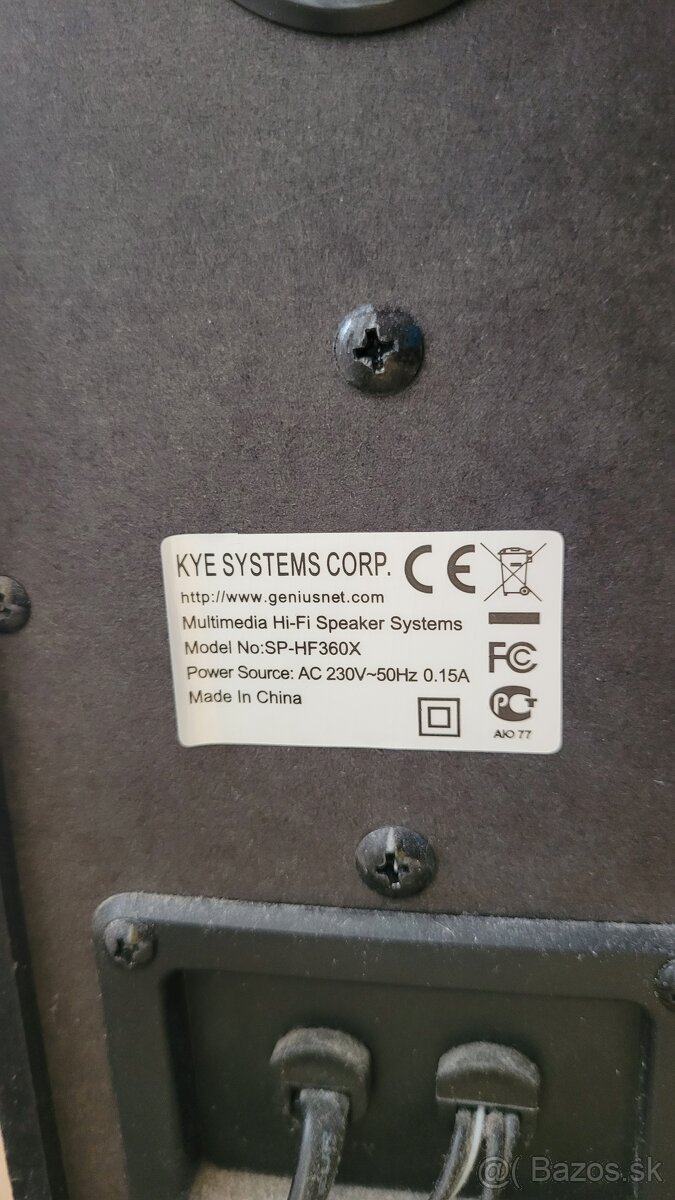 KYE SYSTEMS CORP. CE
http://www.geniusnet.com
Multimedia Hi-Fi Speaker Systems
Model No:SP-HF360X
FC
Power Source: AC 230V~50Hz 0.15A
Made In China
РСТ
АЮ 77
@( Bazos.sk